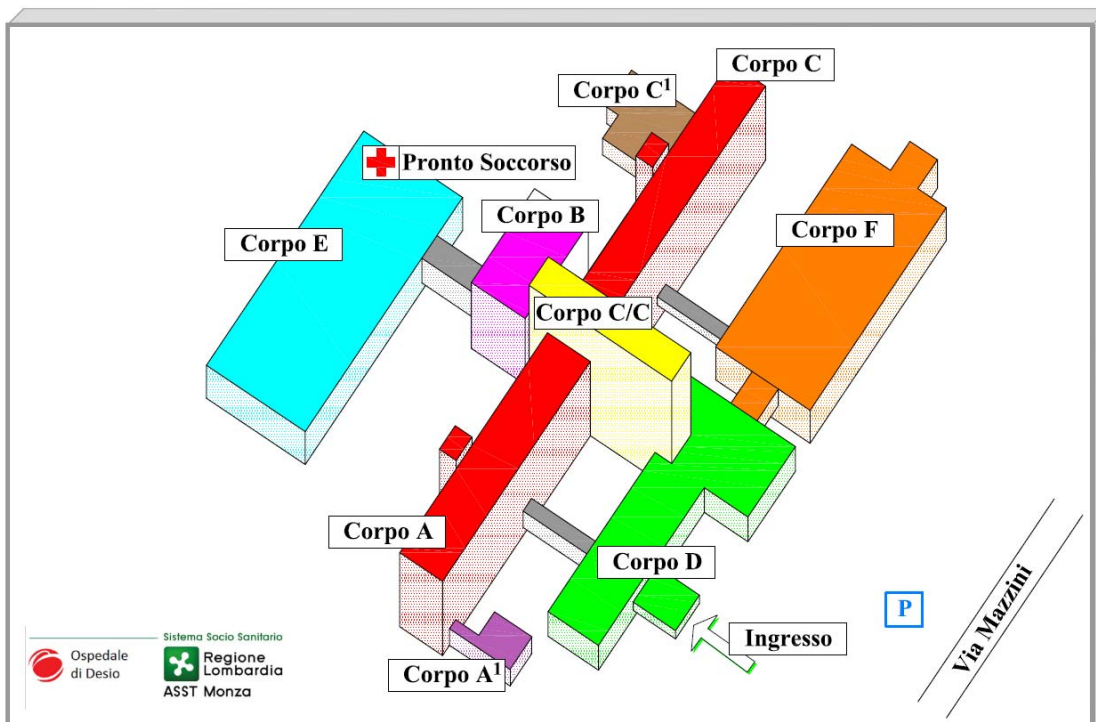 Corpo C
Corpo C¹
Pronto Soccorso
Corpo B
Corpo E
Corpo F
Corpo C/C
Corpo A
Corpo D
P
Via Mazzini
Ingresso
Corpo A¹
Sistema Socio Sanitario
Ospedale
di Desio
Regione
Lombardia
ASST Monza